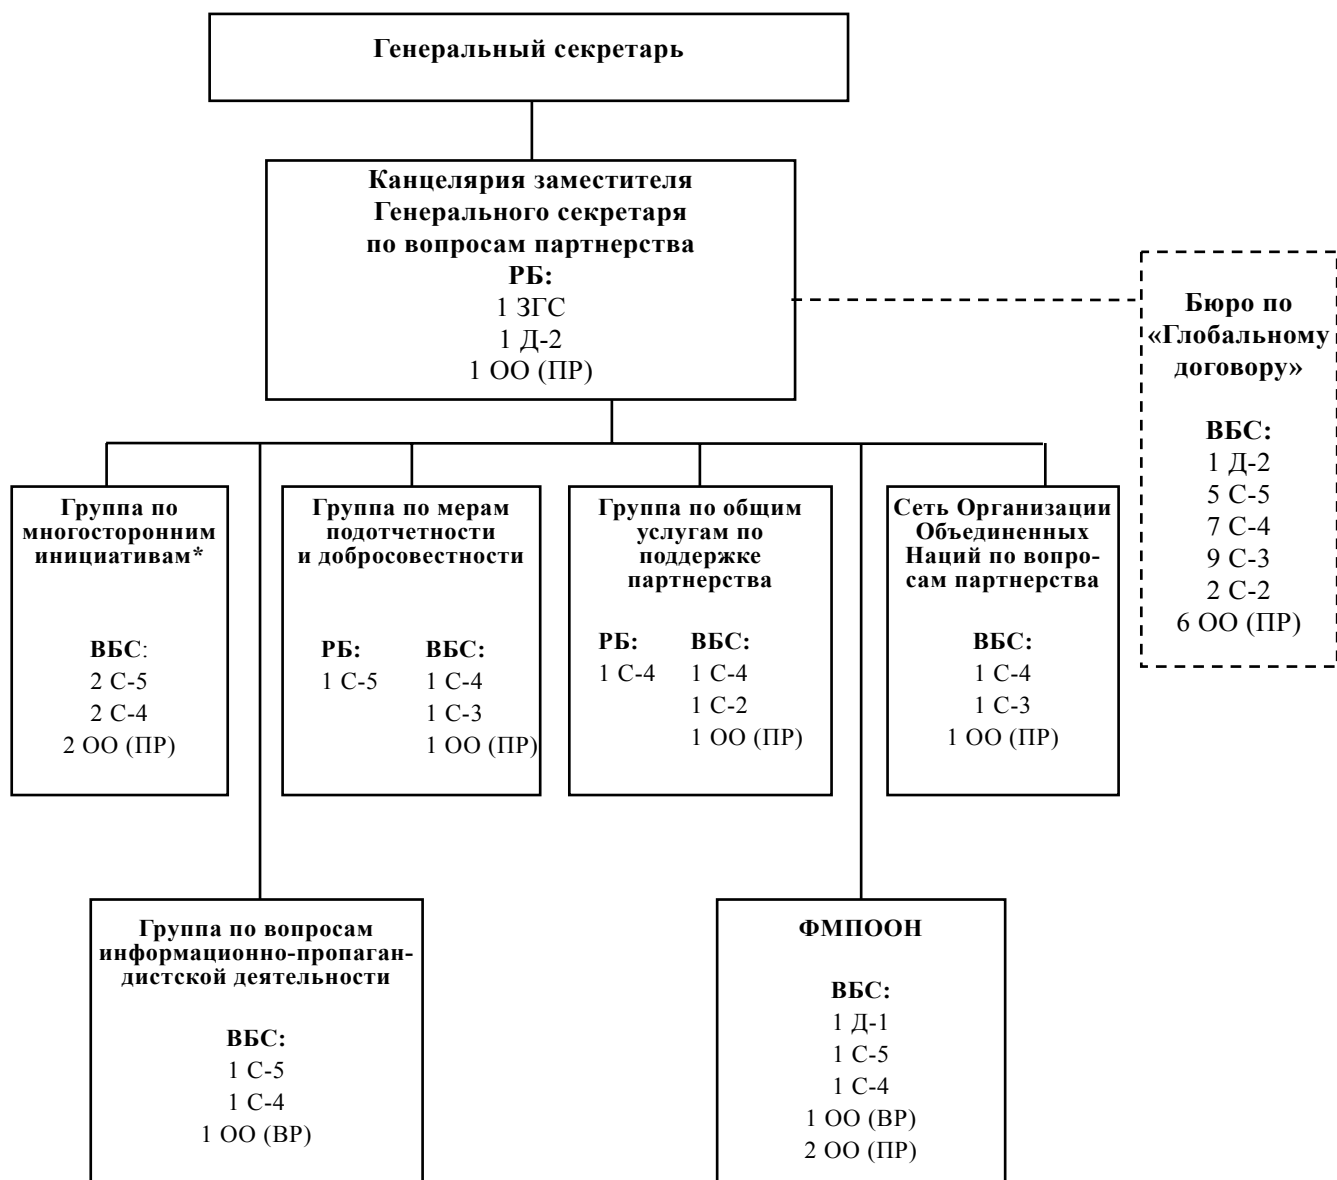 Генеральный секретарь
Канцелярия заместителя
Генерального секретаря
по вопросам партнерства
РБ:
1 ЗГС
1 Д-2
1 ОО (ПР)
Бюро по
«Глобальному
договору»
ВБС:
1 Д-2
5 С-5
7 С-4
9 С-3
2 С-2
6 ОО (ПР)
Группа по
многосторонним
инициативам*
ВБС:
2 С-5
2 С-4
2 ОО (ПР)
Группа по мерам
подотчетности
и добросовестности
РБ:
1 С-5
ВБС:
1 С-4
1 С-3
1 ОО (ПР)
Группа по общим
услугам по
поддержке
партнерства
РБ:
1 С-4
ВБС:
1 С-4
1 С-2
1 ОО (ПР)
Сеть Организации
Объединенных
Наций по вопро-
сам партнерства
ВБС:
1 С-4
1 С-3
1 ОО (ПР)
Группа по вопросам
информационно-пропаган-
дистской деятельности
ВБС:
1 С-5
1 С-4
1 ОО (ВР)
ФМПООН
ВБС:
1 Д-1
1 С-5
1 С-4
1 ОО (ВР)
2 ОО (ПР)